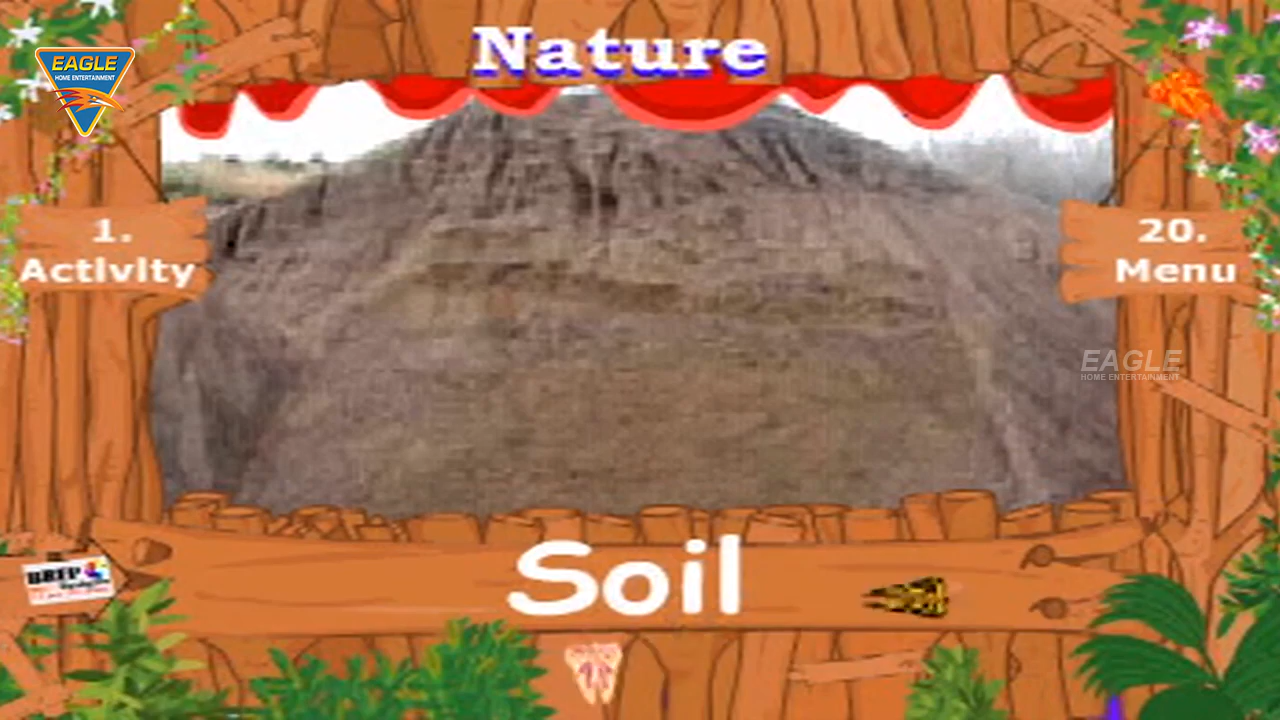 Nature
EAGLE
HOME ENTERTAINMENT
1.
Activity
20.
Menu
EAGLE
HOME ENTERTAINMENT
Soil